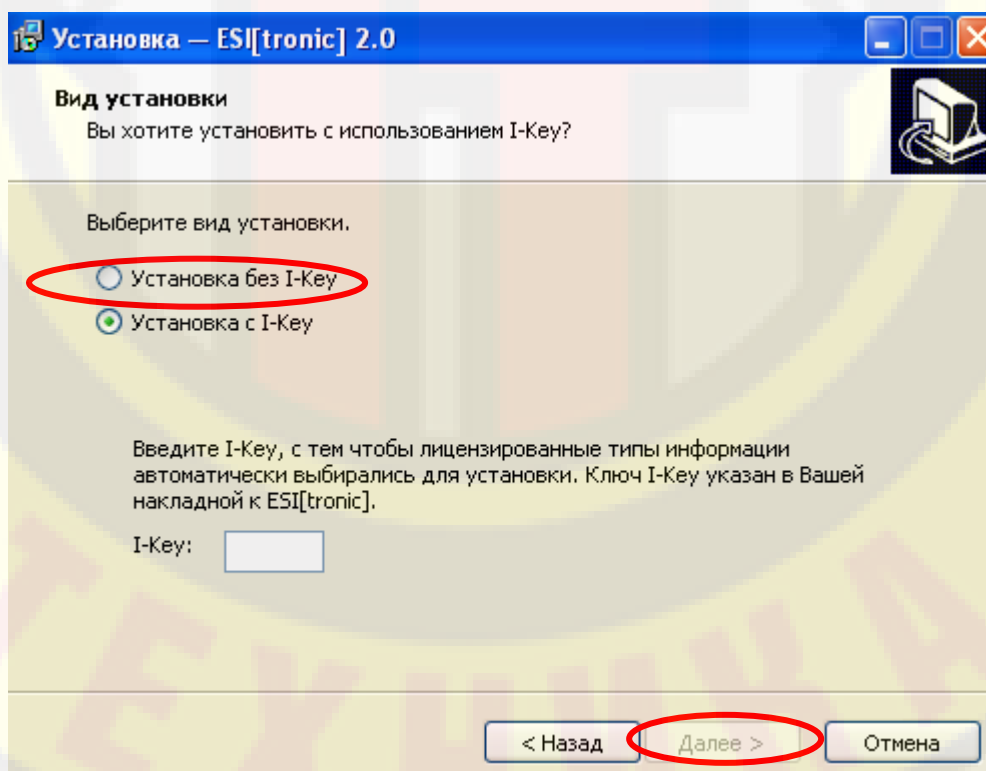 Установка — ESI[tronic] 2.0
Вид установки
Вы хотите установить с использованием I-Key?
Выберите вид установки.
Установка без I-Key
Установка с I-Key
Введите I-Key, с тем чтобы лицензированные типы информации
автоматически выбирались для установки. Ключ I-Key указан в Вашей
накладной к ESI[tronic].
I-Key:
ТЕХНИКА
< Назад
Далее >
Отмена